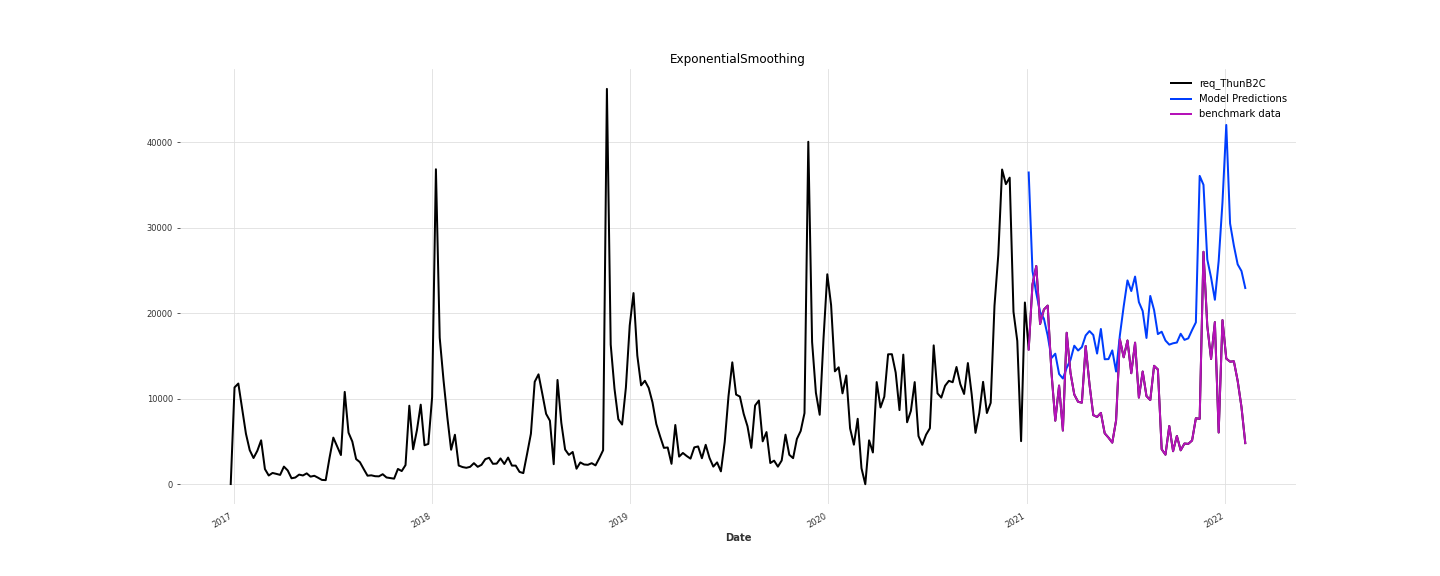 ExponentialSmoothing
req_ThunB2C
Model Predictions
benchmark data
40000
30000
20000
10000
0
2017
2018
2019
2020
2021
2022
Date